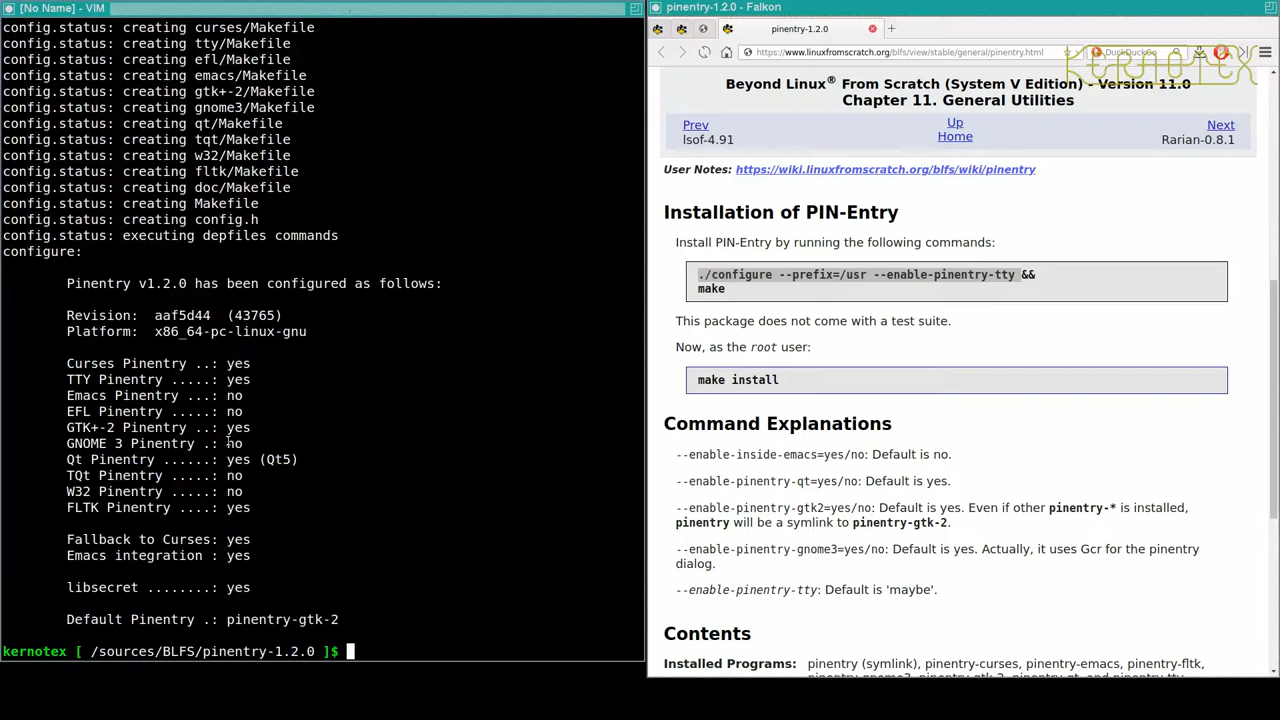 [No Name] - VIM
config.status: creating curses/Makefile
config.status: creating tty/Makefile
config.status: creating efl/Makefile
config.status: creating emacs/Makefile
config.status: creating gtk+-2/Makefile
config.status: creating gnome3/Makefile
config.status: creating qt/Makefile
config.status: creating tqt/Makefile
config.status: creating w32/Makefile
config.status: creating fltk/Makefile
config.status: creating doc/Makefile
config.status: creating Makefile
config.status: creating config.h
config.status: executing depfiles commands
configure:
Pinentry v1.2.0 has been configured as follows:
Revision:  aaf5d44  (43765)
Platform:  x86_64-pc-linux-gnu
Curses Pinentry ..: yes
TTY Pinentry .....: yes
Emacs Pinentry ...: no
EFL Pinentry .....: no
GTK+-2 Pinentry ..: yes
GNOME 3 Pinentry .: no
Qt Pinentry ......: yes (Qt5)
TQt Pinentry .....: no
W32 Pinentry .....: no
FLTK Pinentry ....: yes
Fallback to Curses: yes
Emacs integration : yes
libsecret ........: yes
Default Pinentry .: pinentry-gtk-2
kernotex [ /sources/BLFS/pinentry-1.2.0 ]$
pinentry-1.2.0 - Falkon
pinentry-1.2.0
https://www.linuxfromscratch.org/blfs/view/stable/general/pinentry.html
DuckDuckGo
KERNOTEX
Beyond Linux® From Scratch (System V Edition) - Version 11.0
Chapter 11. General Utilities
Prev Up Next
lsof-4.91 Home Rarian-0.8.1
User Notes: https://wiki.linuxfromscratch.org/blfs/wiki/pinentry
Installation of PIN-Entry
Install PIN-Entry by running the following commands:
./configure --prefix=/usr --enable-pinentry-tty &&
make
This package does not come with a test suite.
Now, as the root user:
make install
Command Explanations
--enable-inside-emacs=yes/no: Default is no.
--enable-pinentry-qt=yes/no: Default is yes.
--enable-pinentry-gtk2=yes/no: Default is yes. Even if other pinentry-* is installed,
pinentry will be a symlink to pinentry-gtk-2.
--enable-pinentry-gnome3=yes/no: Default is yes. Actually, it uses Gcr for the pinentry
dialog.
--enable-pinentry-tty: Default is 'maybe'.
Contents
Installed Programs: pinentry (symlink), pinentry-curses, pinentry-emacs, pinentry-fltk,
pinentry-gnome3, pinentry-gtk-2, pinentry-qt, and pinentry-tty